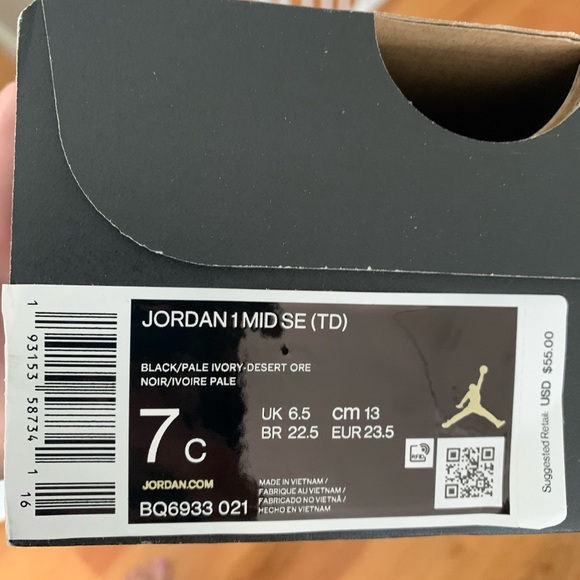 JORDAN 1 MID SE (TD)
BLACK/PALE IVORY-DESERT ORE
NOIR/IVOIRE PALE
7C
UK 6.5 cm 13
BR 22.5 EUR 23.5
RFID
JORDAN.COM
BQ6933 021
MADE IN VIETNAM /
FABRIQUE AU VIETNAM /
FABRICADO NO VIETNÃ /
HECHO EN VIETNAM
1 93153 58734 1
16
Suggested Retail: USD $55.00